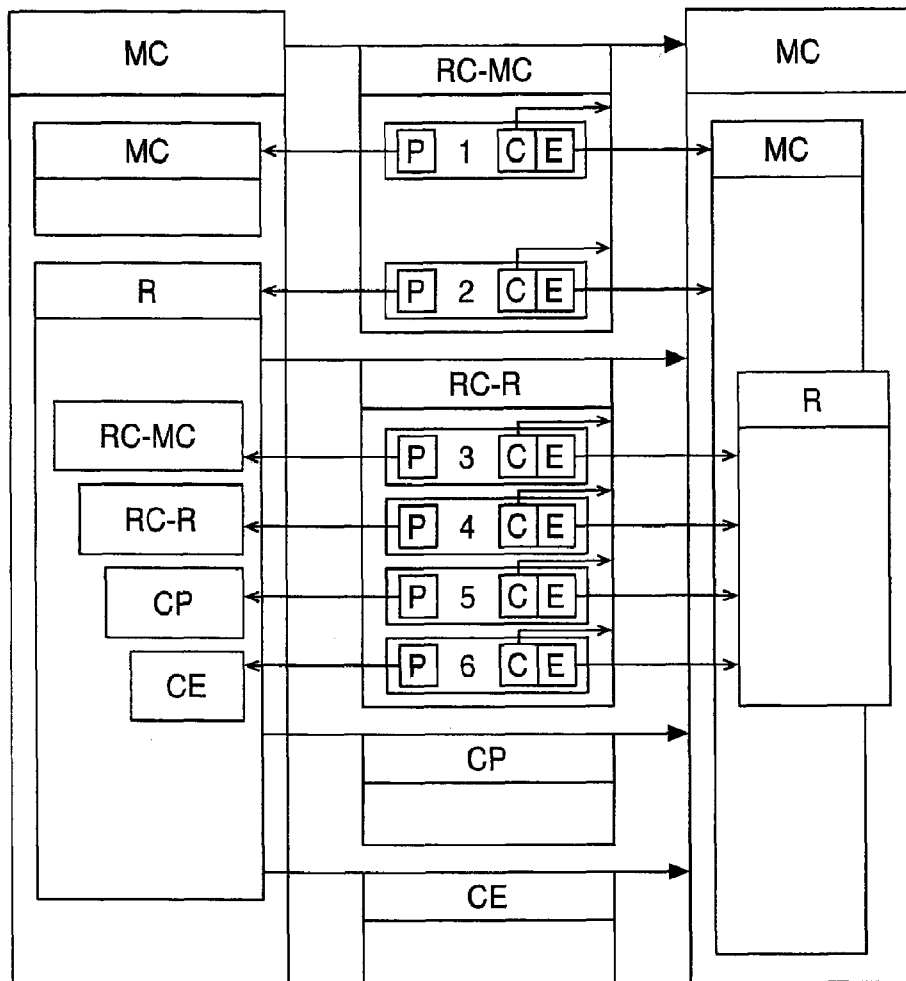 MC
MC
RC-MC
MC
P 1 C E
MC
R
P 2 C E
RC-R
R
RC-MC
P 3 C E
RC-R
P 4 C E
CP
P 5 C E
CE
P 6 C E
CP
CE